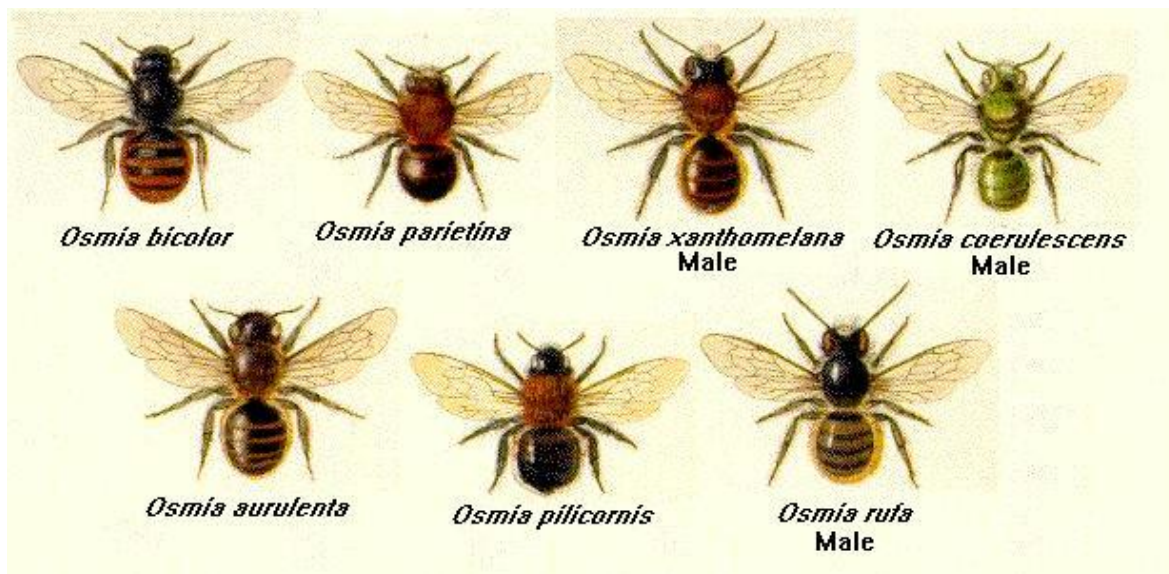 Osmia bicolor
Osmia parietina
Osmia xanthomelana
Male
Osmia coerulescens
Male
Osmia aurulenta
Osmia pilicornis
Osmia rufa
Male